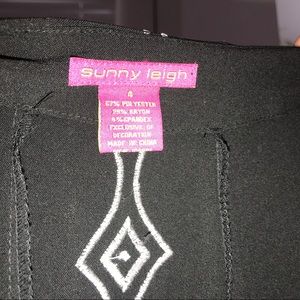 sunny leigh
4
67% POLYESTER
29% RAYON
4% SPANDEX
EXCLUSIVE OF
DECORATION
MADE IN CHINA